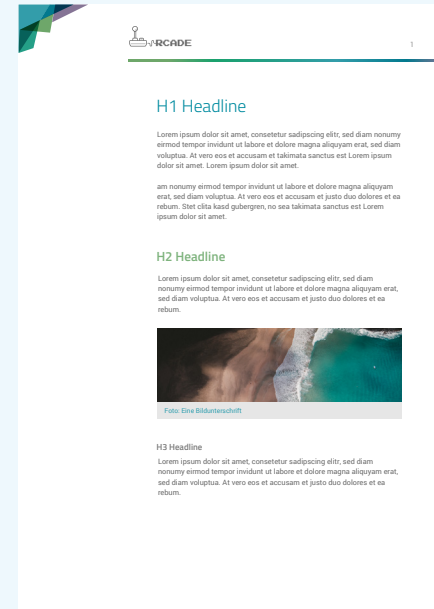 RCADE
1
H1 Headline
Lorem ipsum dolor sit amet, consetetur sadipscing elitr, sed diam nonumy
eirmod tempor invidunt ut labore et dolore magna aliquyam erat, sed diam
voluptua. At vero eos et accusam et takimata sanctus est Lorem ipsum
dolor sit amet. Lorem ipsum dolor sit amet.
am nonumy eirmod tempor invidunt ut labore et dolore magna aliquyam
erat, sed diam voluptua. At vero eos et accusam et justo duo dolores et ea
rebum. Stet clita kasd gubergren, no sea takimata sanctus est Lorem
ipsum dolor sit amet.
H2 Headline
Lorem ipsum dolor sit amet, consetetur sadipscing elitr, sed diam
nonumy eirmod tempor invidunt ut labore et dolore magna aliquyam erat,
sed diam voluptua. At vero eos et accusam et justo duo dolores et ea
rebum.
Foto: Eine Bildunterschrift
H3 Headline
Lorem ipsum dolor sit amet, consetetur sadipscing elitr, sed diam
nonumy eirmod tempor invidunt ut labore et dolore magna aliquyam erat,
sed diam voluptua. At vero eos et accusam et justo duo dolores et ea
rebum.